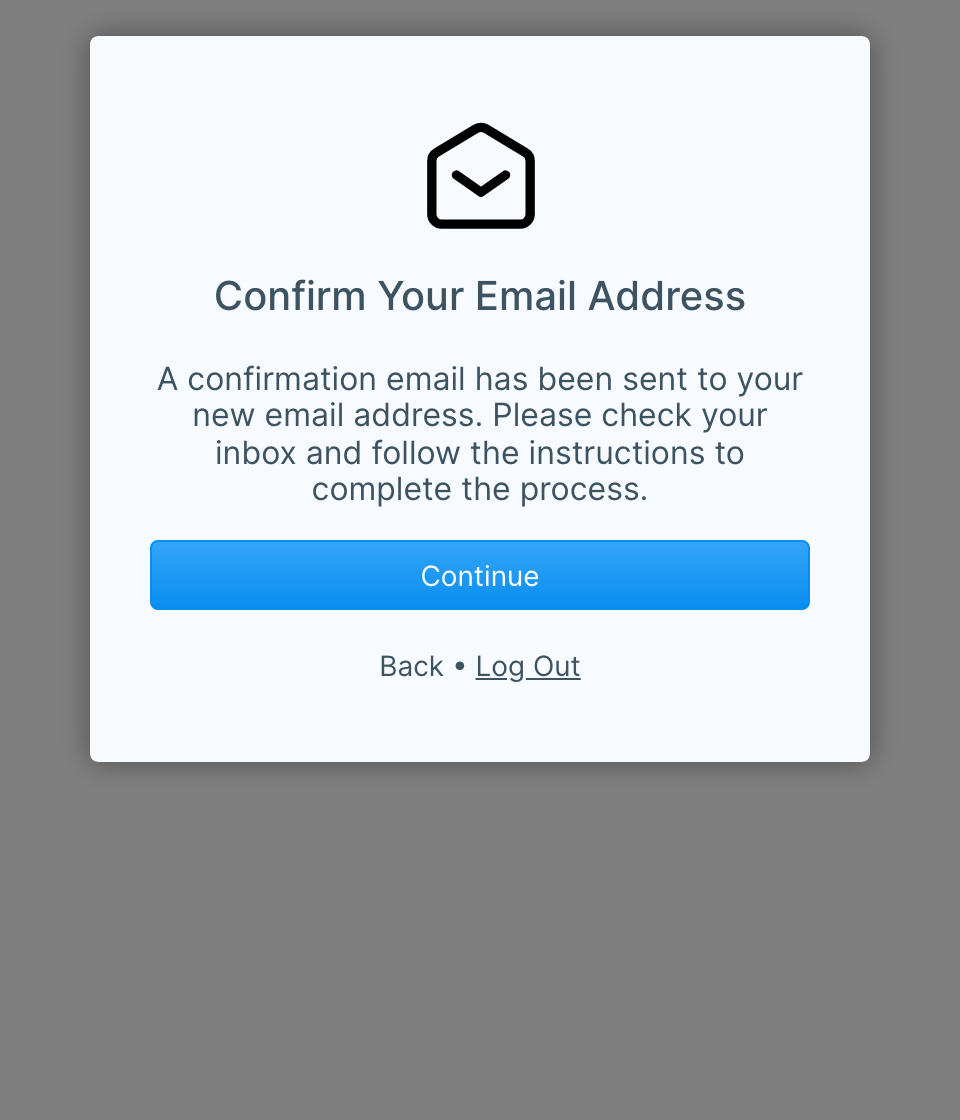 Confirm Your Email Address
A confirmation email has been sent to your
new email address. Please check your
inbox and follow the instructions to
complete the process.
Continue
Back • Log Out